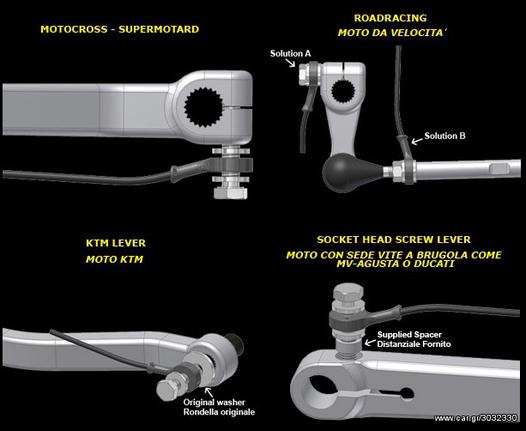 MOTOCROSS - SUPERMOTARD
ROADRACING
MOTO DA VELOCITA´
Solution A
Solution B
KTM LEVER
MOTO KTM
Original washer
Rondella originale
SOCKET HEAD SCREW LEVER
MOTO CON SEDE VITE A BRUGOLA COME
MV-AGUSTA O DUCATI
Supplied Spacer
Distanziale Fornito
www.car.gr/3032330